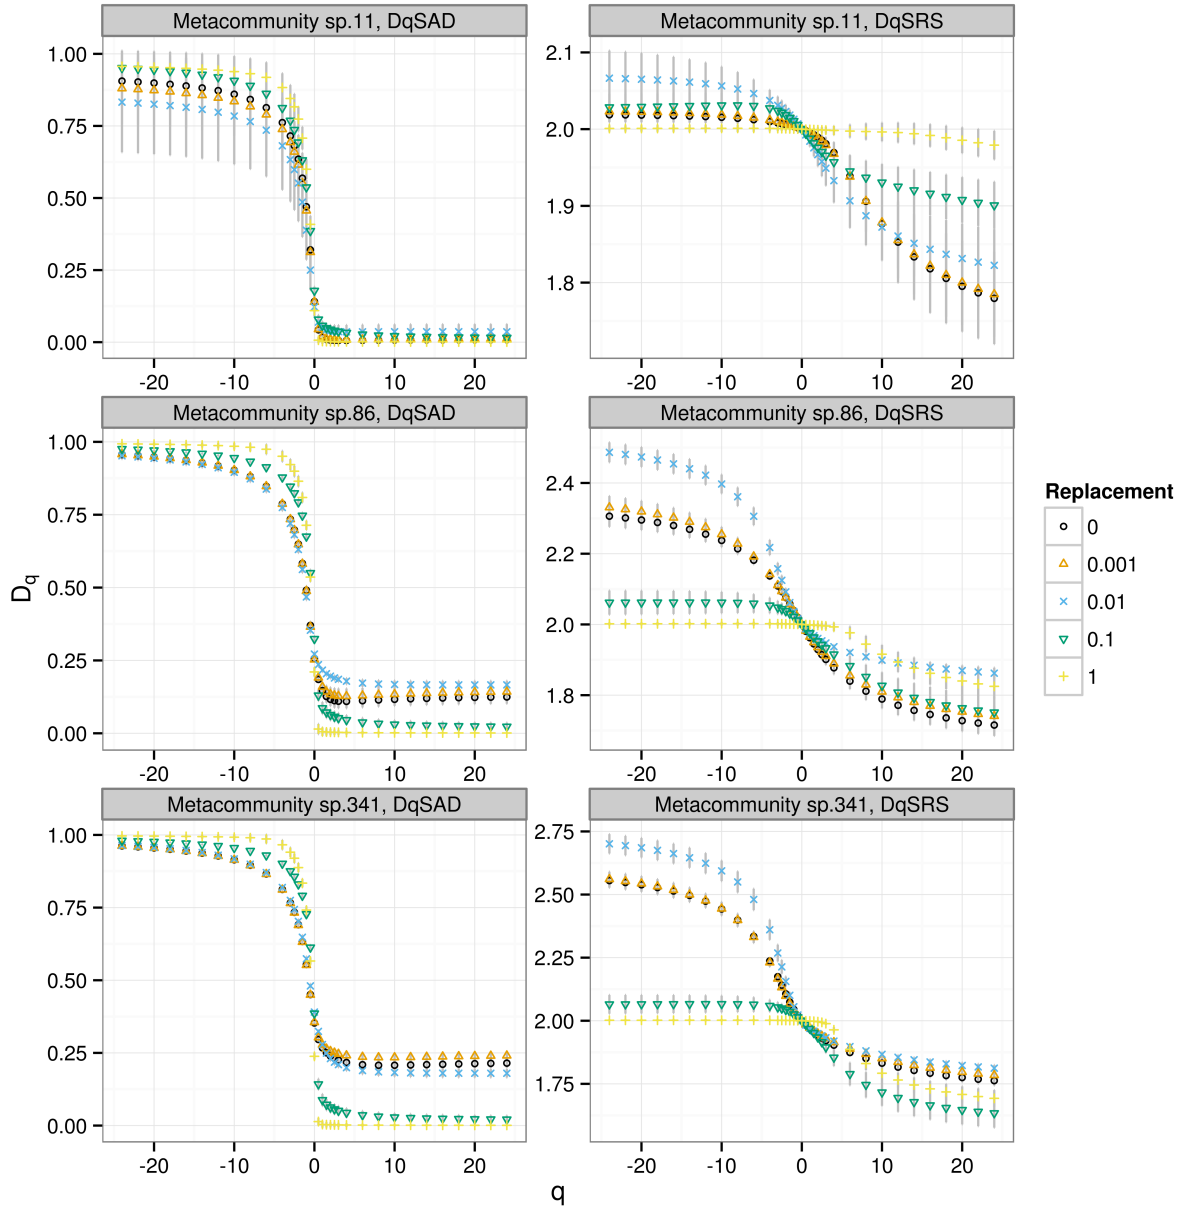 Metacommunity sp.11, DqSAD
Metacommunity sp.11, DqSRS
1.00
0.75
0.50
0.25
0.00
-20 -10 0 10 20
2.1
2.0
1.9
1.8
-20 -10 0 10 20
Metacommunity sp.86, DqSAD
Metacommunity sp.86, DqSRS
1.00
0.75
0.50
0.25
0.00
-20 -10 0 10 20
2.4
2.2
2.0
1.8
-20 -10 0 10 20
Metacommunity sp.341, DqSAD
Metacommunity sp.341, DqSRS
1.00
0.75
0.50
0.25
0.00
-20 -10 0 10 20
2.75
2.50
2.25
2.00
1.75
-20 -10 0 10 20
Dq
q
Replacement
0
0.001
0.01
0.1
1